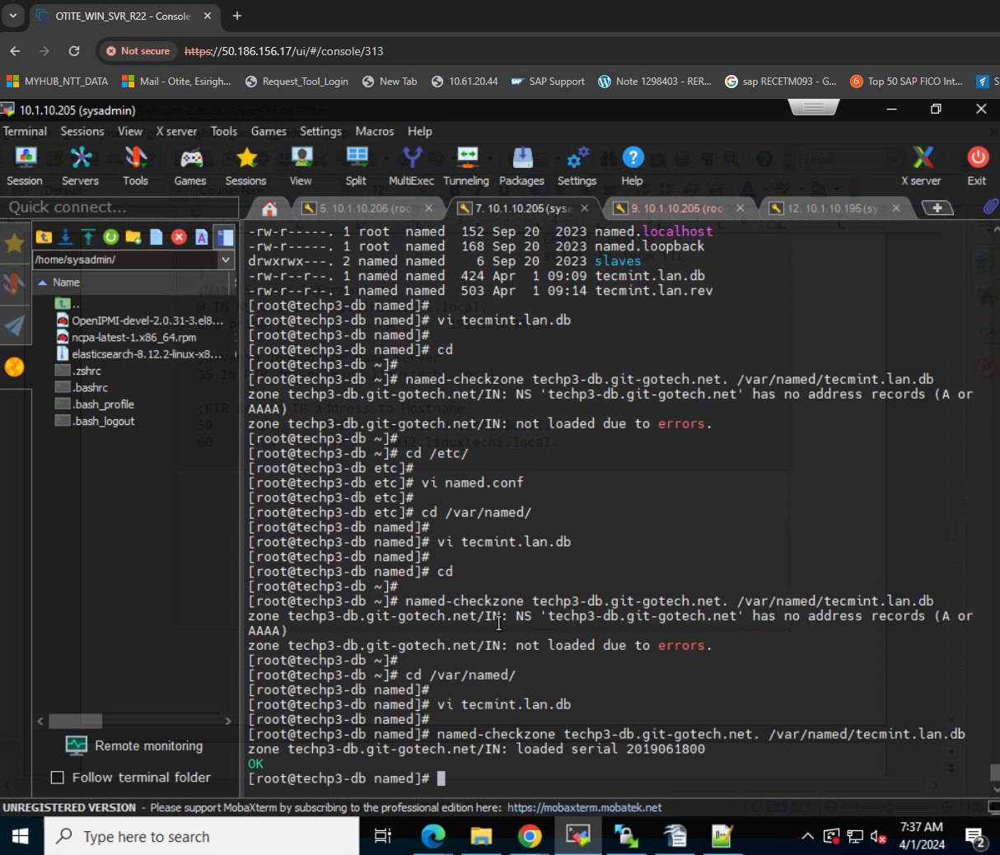 OTITE_WIN_SVR_R22 - Console
Not secure
https://50.186.156.17/ui/#/console/313
MYHUB_NTT_DATA
Mail - Otite, Esirigh...
Request_Tool_Login
New Tab
10.61.20.44
SAP Support
Note 1298403 - RER...
sap RECETM093 - G...
Top 50 SAP FICO Int...
10.1.10.205 (sysadmin)
Terminal Sessions View X server Tools Games Settings Macros Help
Session Servers Tools Games Sessions View Split MultiExec Tunneling Packages Settings Help X server Exit
Quick connect...
5. 10.1.10.206 (roo
7. 10.1.10.205 (sysa
9. 10.1.10.205 (roo
12. 10.1.10.195 (sy
/home/sysadmin/
Name
..
OpenIPMI-devel-2.0.31-3.el8...
ncpa-latest-1.x86_64.rpm
elasticsearch-8.12.2-linux-x8...
.zshrc
.bashrc
.bash_profile
.bash_logout
Remote monitoring
Follow terminal folder
-rw-r-----. 1 root named 152 Sep 20 2023 named.localhost
-rw-r-----. 1 root named 168 Sep 20 2023 named.loopback
drwxrwx---. 2 named named 6 Sep 20 2023 slaves
-rw-r--r--. 1 named named 424 Apr 1 09:09 tecmint.lan.db
-rw-r--r--. 1 named named 503 Apr 1 09:14 tecmint.lan.rev
[root@techp3-db named]#
[root@techp3-db named]# vi tecmint.lan.db
[root@techp3-db named]#
[root@techp3-db named]# cd
[root@techp3-db ~]#
[root@techp3-db ~]# named-checkzone techp3-db.git-gotech.net. /var/named/tecmint.lan.db
zone techp3-db.git-gotech.net/IN: NS 'techp3-db.git-gotech.net' has no address records (A or
AAAA)
zone techp3-db.git-gotech.net/IN: not loaded due to errors.
[root@techp3-db ~]#
[root@techp3-db ~]# cd /etc/
[root@techp3-db etc]#
[root@techp3-db etc]# vi named.conf
[root@techp3-db etc]#
[root@techp3-db etc]# cd /var/named/
[root@techp3-db named]#
[root@techp3-db named]# vi tecmint.lan.db
[root@techp3-db named]#
[root@techp3-db named]# cd
[root@techp3-db ~]#
[root@techp3-db ~]# named-checkzone techp3-db.git-gotech.net. /var/named/tecmint.lan.db
zone techp3-db.git-gotech.net/IN: NS 'techp3-db.git-gotech.net' has no address records (A or
AAAA)
zone techp3-db.git-gotech.net/IN: not loaded due to errors.
[root@techp3-db ~]#
[root@techp3-db ~]# cd /var/named/
[root@techp3-db named]#
[root@techp3-db named]# vi tecmint.lan.db
[root@techp3-db named]#
[root@techp3-db named]# named-checkzone techp3-db.git-gotech.net. /var/named/tecmint.lan.db
zone techp3-db.git-gotech.net/IN: loaded serial 2019061800
OK
[root@techp3-db named]#
UNREGISTERED VERSION - Please support MobaXterm by subscribing to the professional edition here: https://mobaxterm.mobatek.net
Type here to search
7:37 AM
4/1/2024
2